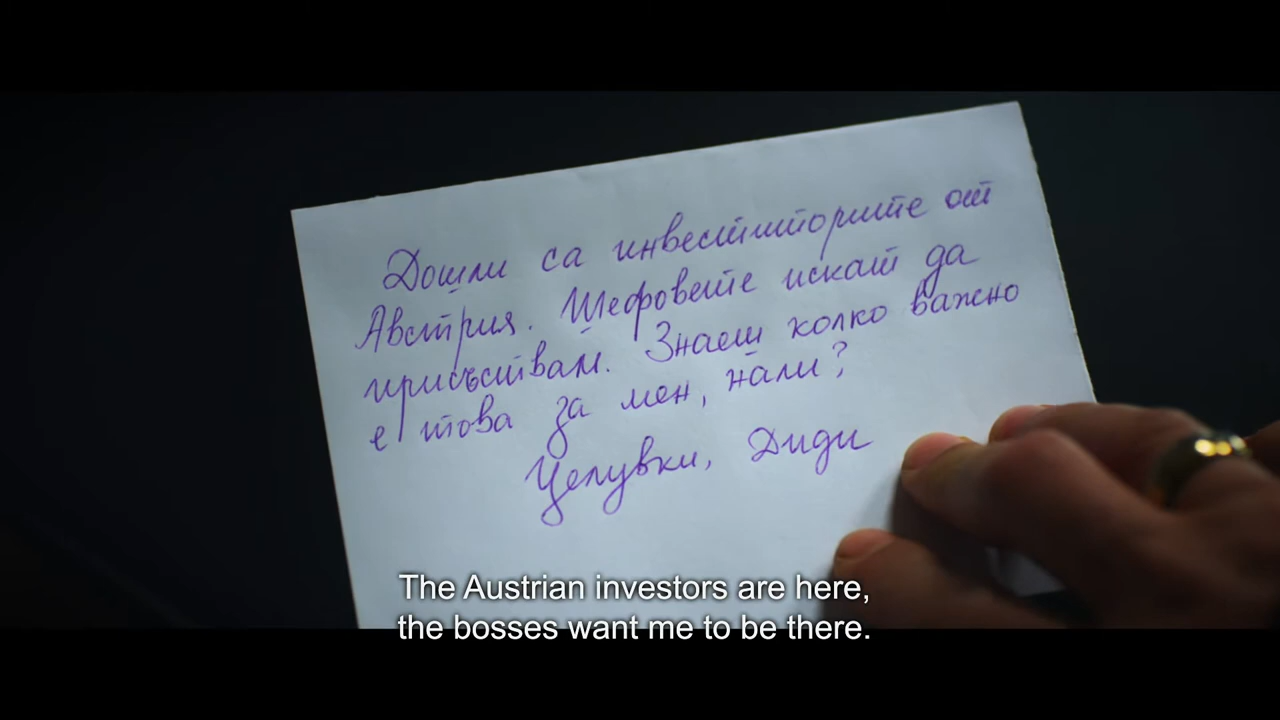 Дошли са инвеститорите от
Австрия. Шефовете искат да
присъствам. Знаеш колко важно
е това за мен, нали?
Целувки, Диди
The Austrian investors are here,
the bosses want me to be there.